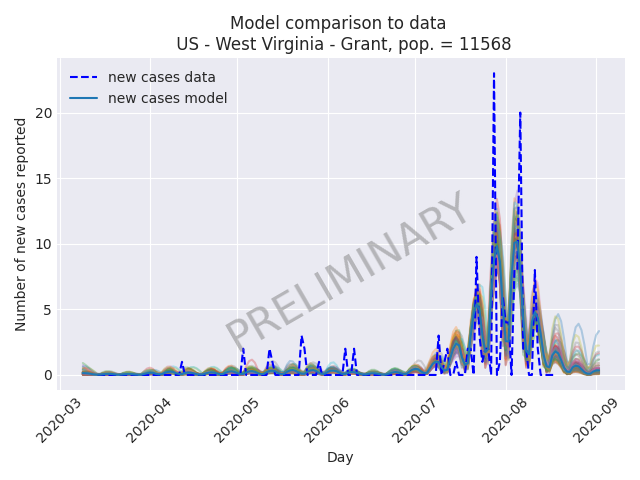 Model comparison to data
US - West Virginia - Grant, pop. = 11568
new cases data
new cases model
Number of new cases reported
20
15
10
5
0
PRELIMINARY
2020-03
2020-04
2020-05
2020-06
2020-07
2020-08
2020-09
Day